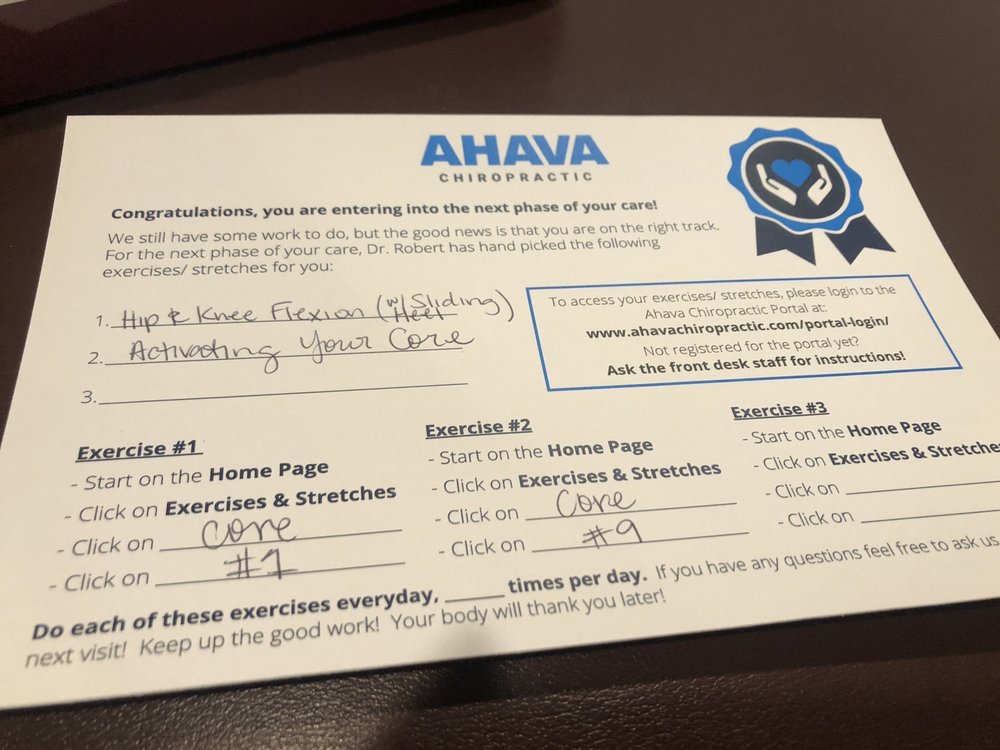 AHAVA
CHIROPRACTIC
Congratulations, you are entering into the next phase of your care!
We still have some work to do, but the good news is that you are on the right track.
For the next phase of your care, Dr. Robert has hand picked the following
exercises/ stretches for you:
1. Hip & Knee Flexion (w/ Sliding Heel)
2. Activating Your Core
3.
To access your exercises/ stretches, please login to the
Ahava Chiropractic Portal at:
www.ahavachiropractic.com/portal-login/
Not registered for the portal yet?
Ask the front desk staff for instructions!
Exercise #1
- Start on the Home Page
- Click on Exercises & Stretches
- Click on Core
- Click on #1
Exercise #2
- Start on the Home Page
- Click on Exercises & Stretches
- Click on Core
- Click on #9
Exercise #3
- Start on the Home Page
- Click on Exercises & Stretche
- Click on
- Click on
Do each of these exercises everyday, _____ times per day. If you have any questions feel free to ask us
next visit! Keep up the good work! Your body will thank you later!